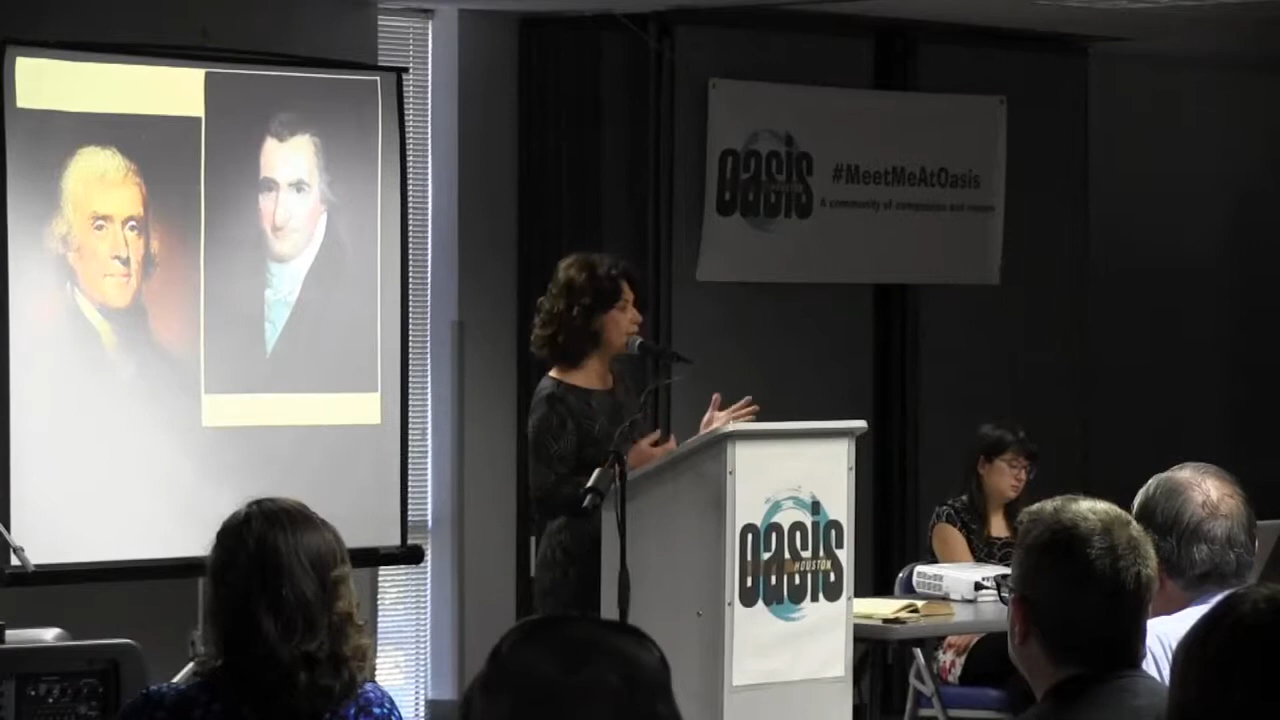 oasis
#MeetMeAtOasis
A community of compassion and reason
oasis
HOUSTON